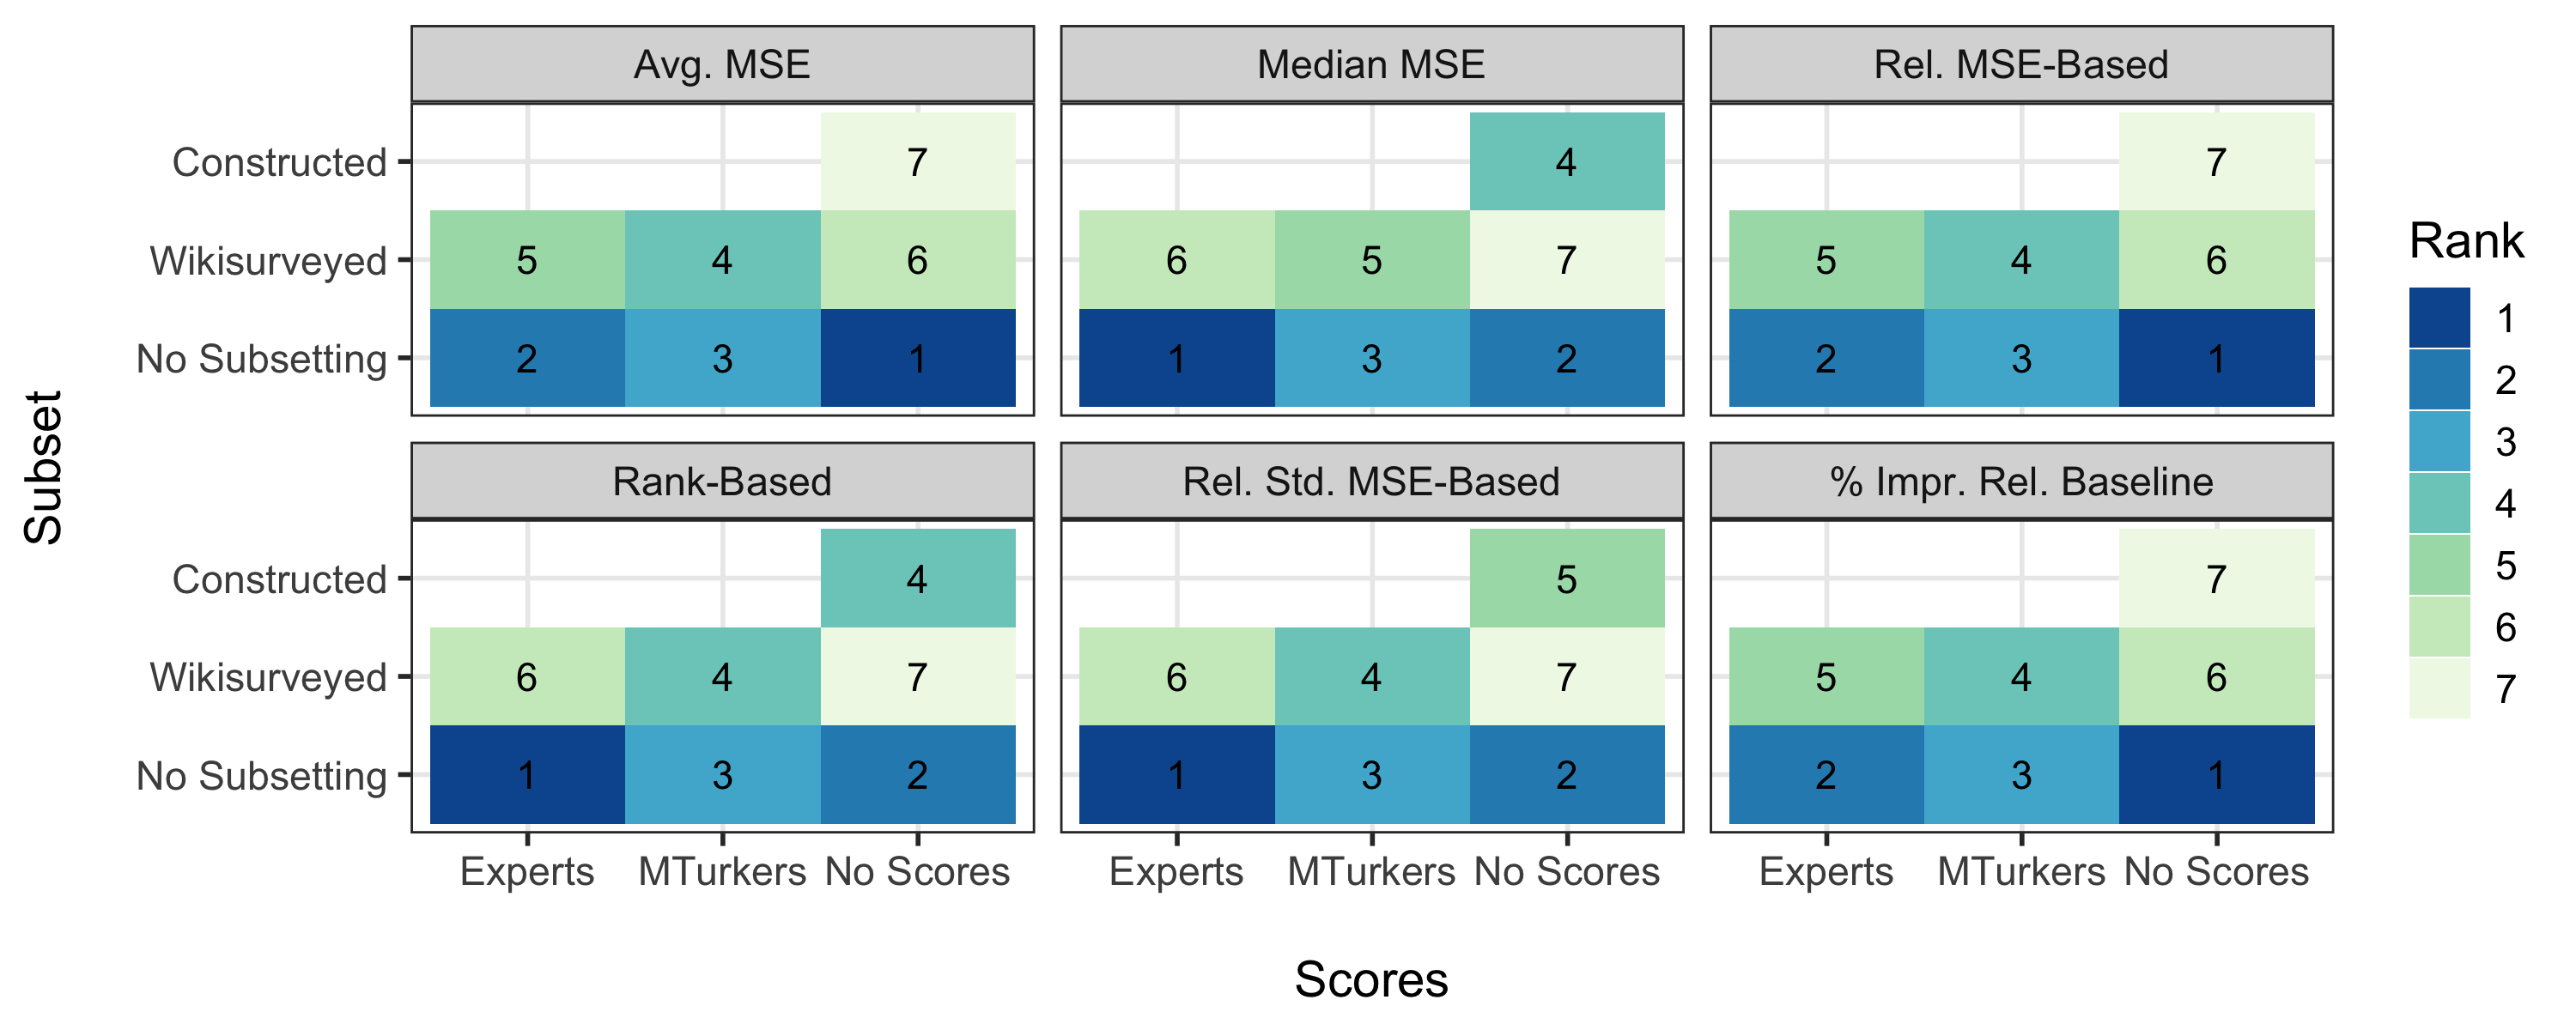 Avg. MSE
Median MSE
Rel. MSE-Based
Constructed
7
4
7
Wikisurveyed
5 4 6
6 5 7
5 4 6
No Subsetting
2 3 1
1 3 2
2 3 1
Rank-Based
Rel. Std. MSE-Based
% Impr. Rel. Baseline
Constructed
4
5
7
Wikisurveyed
6 4 7
6 4 7
5 4 6
No Subsetting
1 3 2
1 3 2
2 3 1
Experts MTurkers No Scores
Experts MTurkers No Scores
Experts MTurkers No Scores
Scores
Subset
Rank
1
2
3
4
5
6
7